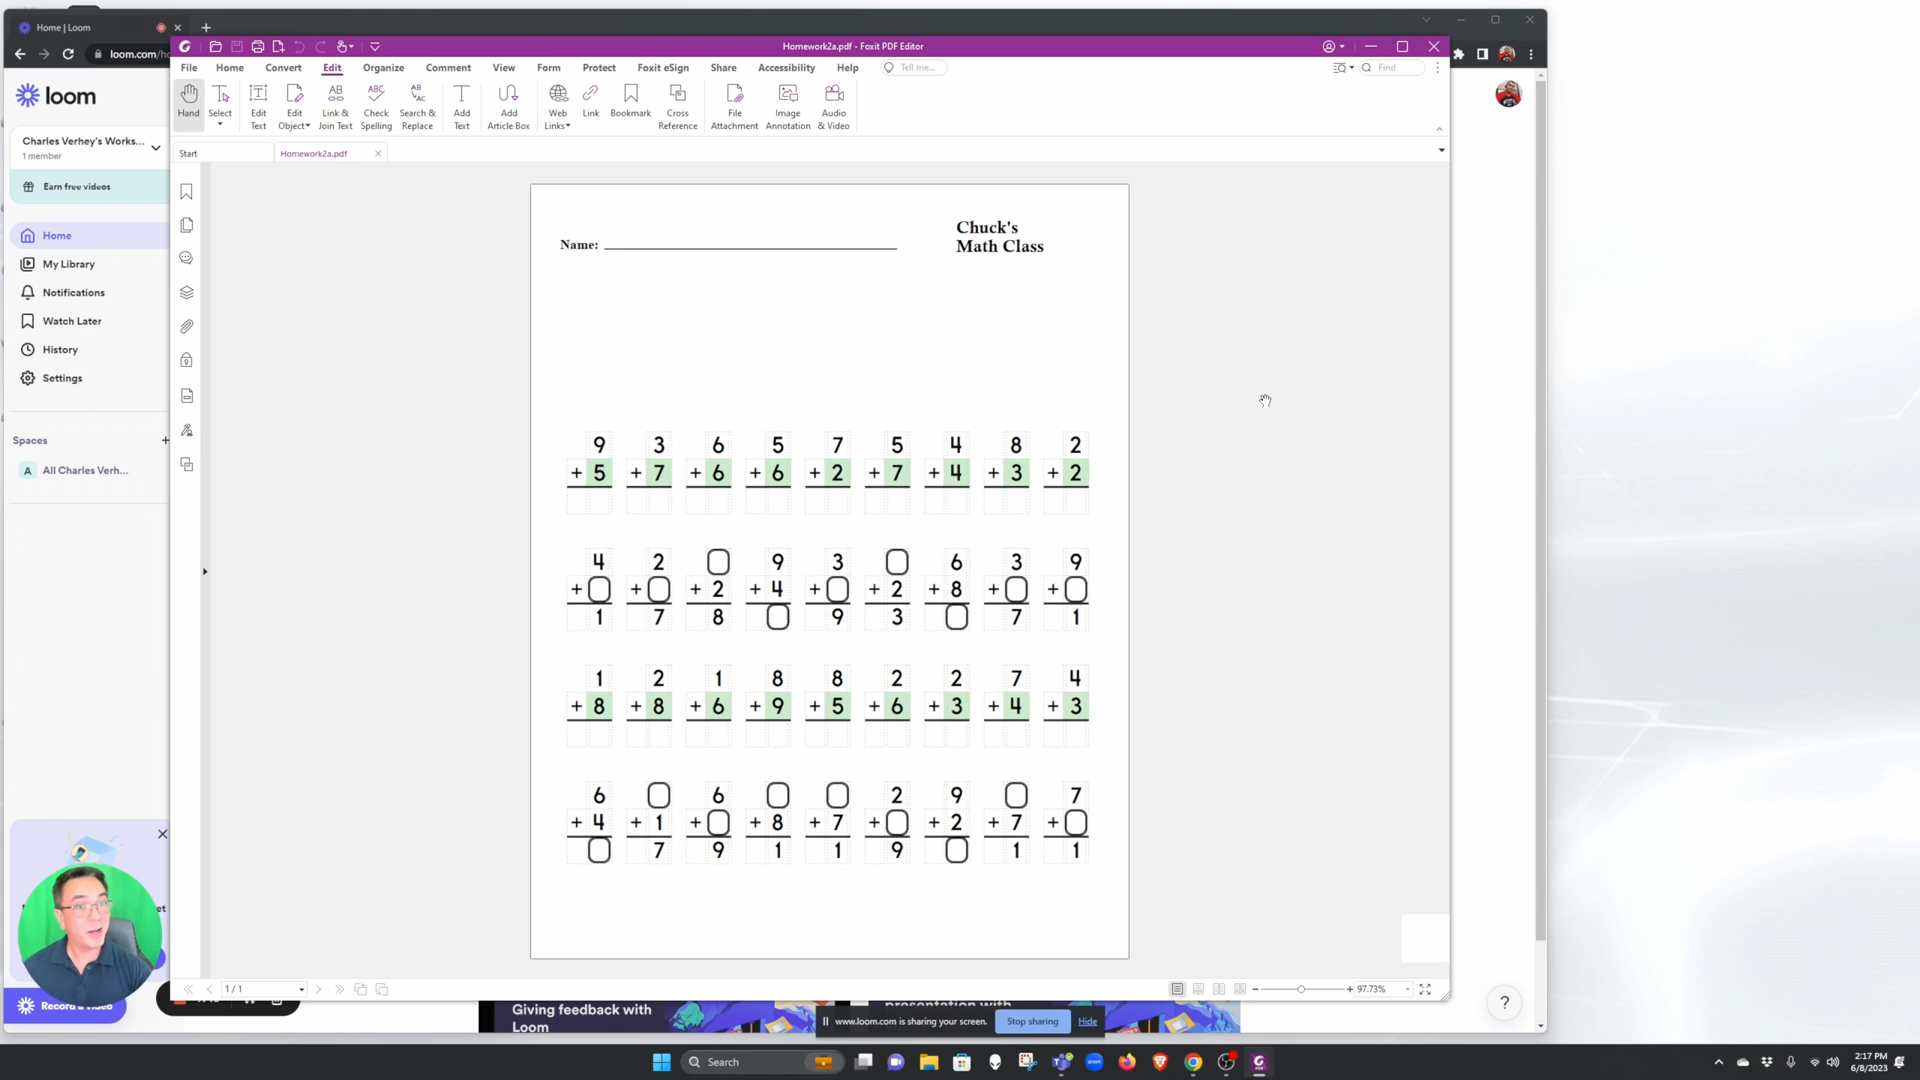 Home | Loom
loom.com/h
Homework2a.pdf - Foxit PDF Editor
File Home Convert Edit Organize Comment View Form Protect Foxit eSign Share Accessibility Help Tell me... Find
Hand Select Edit Text Edit Object Link & Join Text Check Spelling Search & Replace Add Text Add Article Box Web Links Link Bookmark Cross Reference File Attachment Image Annotation Audio & Video
Start Homework2a.pdf
loom
Charles Verhey's Works...
1 member
Earn free videos
Home
My Library
Notifications
Watch Later
History
Settings
Spaces +
A All Charles Verh...
Name:
Chuck's
Math Class
9 3 6 5 7 5 4 8 2
+ 5 + 7 + 6 + 6 + 2 + 7 + 4 + 3 + 2
4 2 9 3 6 3 9
+ + + 2 + 4 + + 2 + 8 + +
1 7 8 9 3 7 1
1 2 1 8 8 2 2 7 4
+ 8 + 8 + 6 + 9 + 5 + 6 + 3 + 4 + 3
6 6 2 9 7
+ 4 + 1 + + 8 + 7 + + 2 + 7 +
7 9 1 1 9 1 1
1 / 1
97.73%
Giving feedback with
Loom
www.loom.com is sharing your screen. Stop sharing Hide
?
Search
2:17 PM
6/8/2023